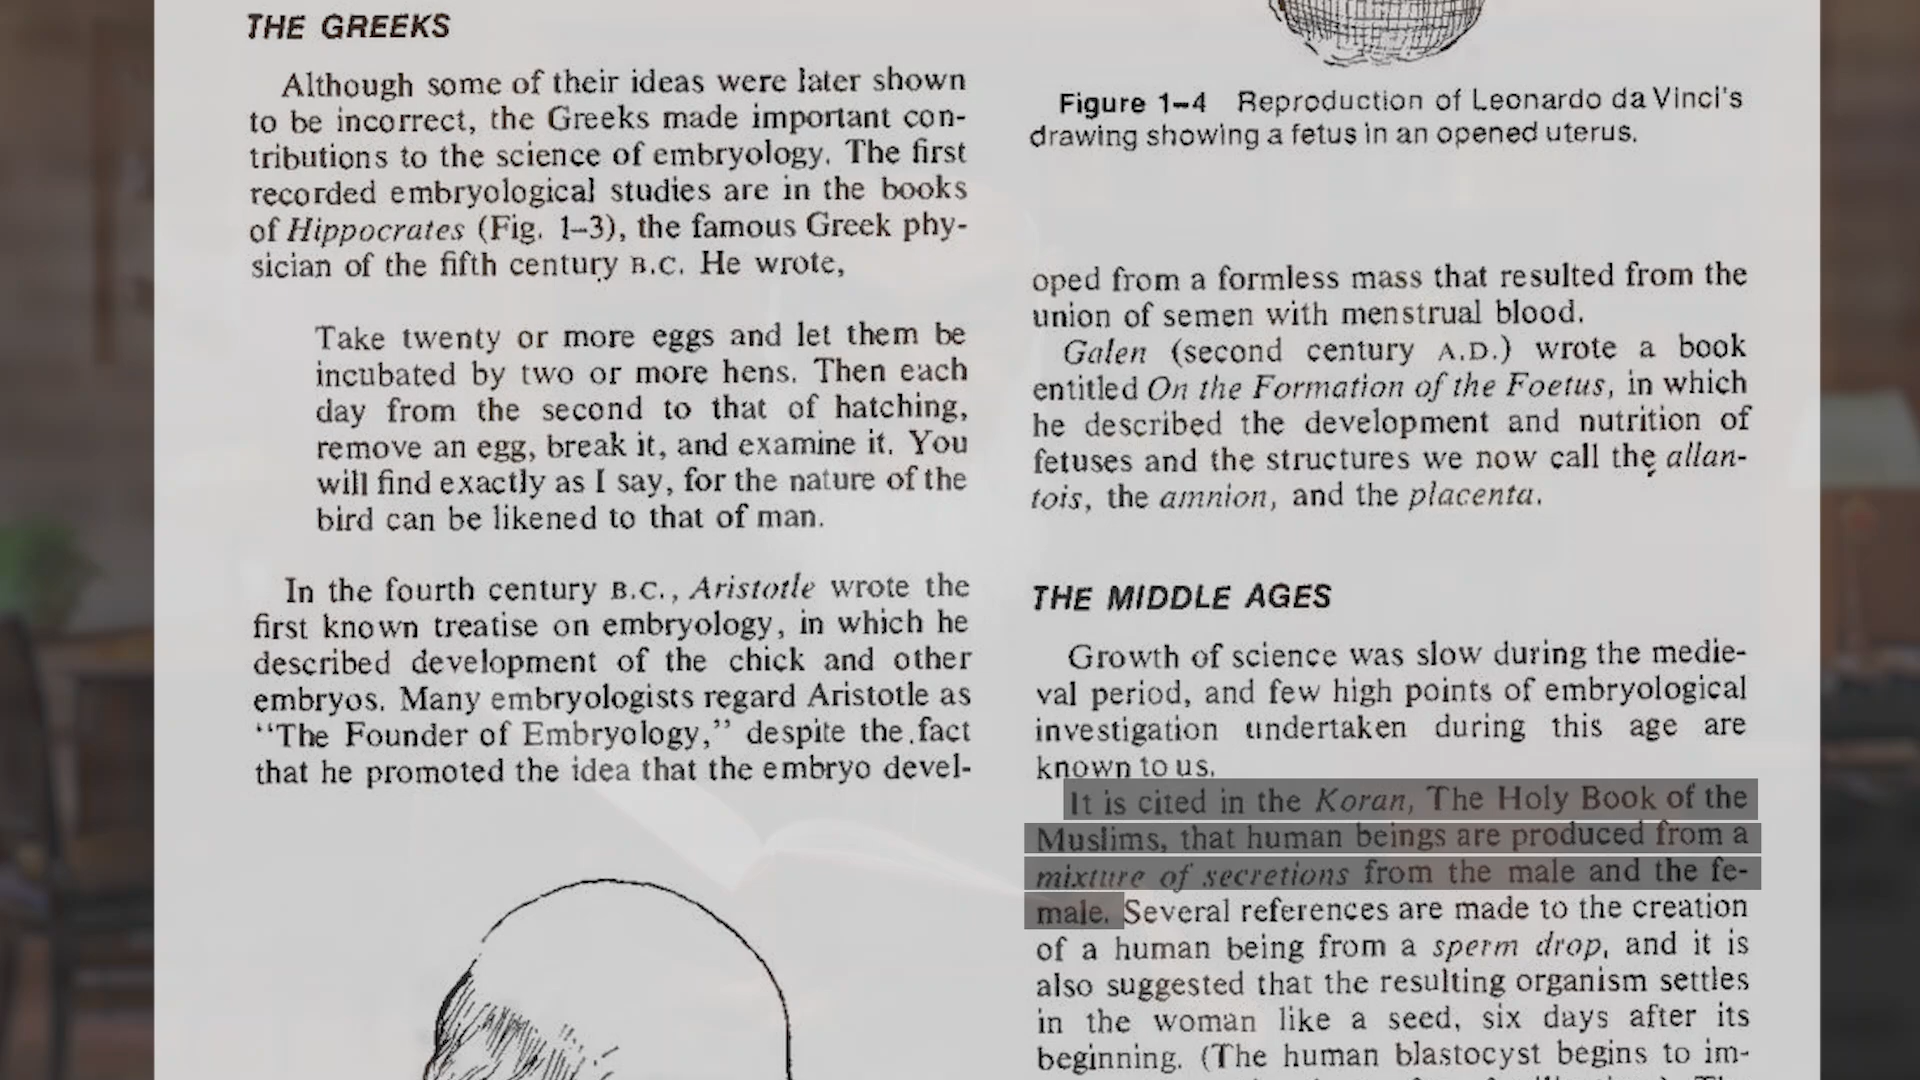 THE GREEKS
Although some of their ideas were later shown
to be incorrect, the Greeks made important con-
tributions to the science of embryology. The first
recorded embryological studies are in the books
of Hippocrates (Fig. 1–3), the famous Greek phy-
sician of the fifth century B.C. He wrote,
Take twenty or more eggs and let them be
incubated by two or more hens. Then each
day from the second to that of hatching,
remove an egg, break it, and examine it. You
will find exactly as I say, for the nature of the
bird can be likened to that of man.
In the fourth century B.C., Aristotle wrote the
first known treatise on embryology, in which he
described development of the chick and other
embryos. Many embryologists regard Aristotle as
“The Founder of Embryology,” despite the fact
that he promoted the idea that the embryo devel-
Figure 1–4 Reproduction of Leonardo da Vinci's
drawing showing a fetus in an opened uterus.
oped from a formless mass that resulted from the
union of semen with menstrual blood.
Galen (second century A.D.) wrote a book
entitled On the Formation of the Foetus, in which
he described the development and nutrition of
fetuses and the structures we now call the allan-
tois, the amnion, and the placenta.
THE MIDDLE AGES
Growth of science was slow during the medie-
val period, and few high points of embryological
investigation undertaken during this age are
known to us.
It is cited in the Koran, The Holy Book of the
Muslims, that human beings are produced from a
mixture of secretions from the male and the fe-
male. Several references are made to the creation
of a human being from a sperm drop, and it is
also suggested that the resulting organism settles
in the woman like a seed, six days after its
beginning. (The human blastocyst begins to im-